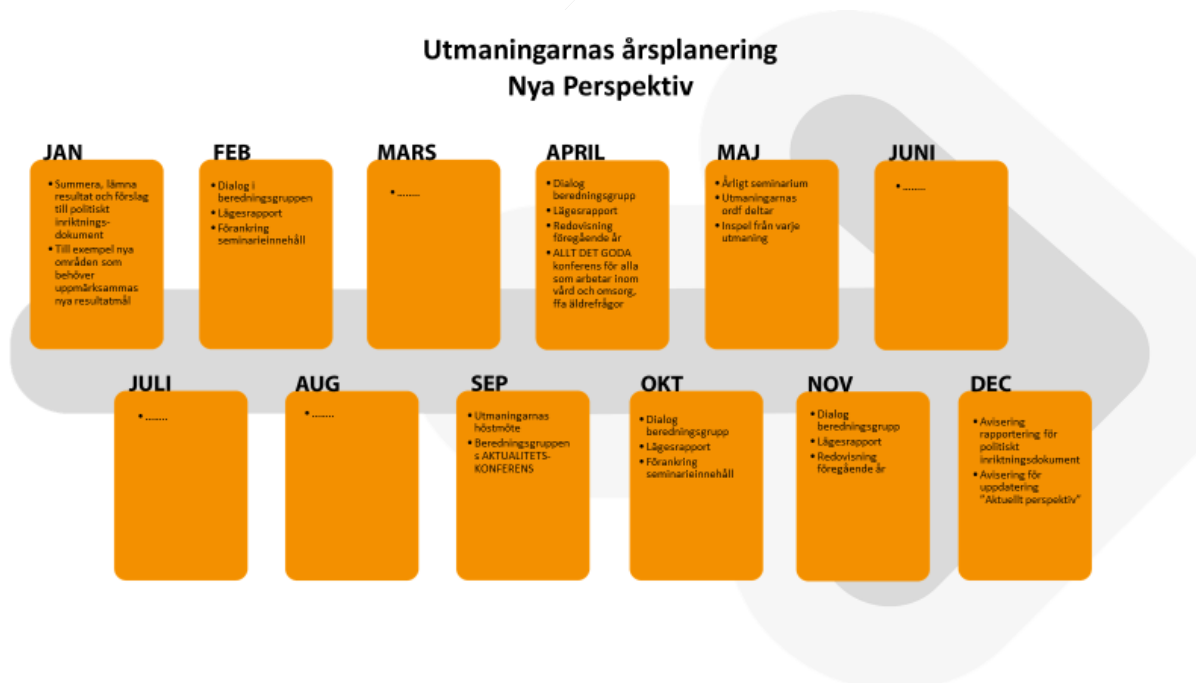 Utmaningarnas årsplanering
Nya Perspektiv
JAN
• Summera, lämna
resultat och förslag
till politiskt
inriktnings-
dokument
• Till exempel nya
områden som
behöver
uppmärksammas
nya resultatmål
FEB
• Dialog i
beredningsgruppen
• Lägesrapport
• Förankring
seminarieinnehåll
MARS
• ........
APRIL
• Dialog
beredningsgrupp
• Lägesrapport
• Redovisning
föregående år
• ALLT DET GODA
konferens för alla
som arbetar inom
vård och omsorg,
ffa äldrefrågor
MAJ
• Årligt seminarium
• Utmaningarnas
ordf deltar
• Inspel från varje
utmaning
JUNI
• ........
JULI
• ........
AUG
• ........
SEP
• Utmaningarnas
höstmöte
• Beredningsgruppen
s AKTUALITETS-
KONFERENS
OKT
• Dialog
beredningsgrupp
• Lägesrapport
• Förankring
seminarieinnehåll
NOV
• Dialog
beredningsgrupp
• Lägesrapport
• Redovisning
föregående år
DEC
• Avisering
rapportering för
politiskt
inriktningsdokument
• Avisering för
uppdatering
"Aktuellt perspektiv"